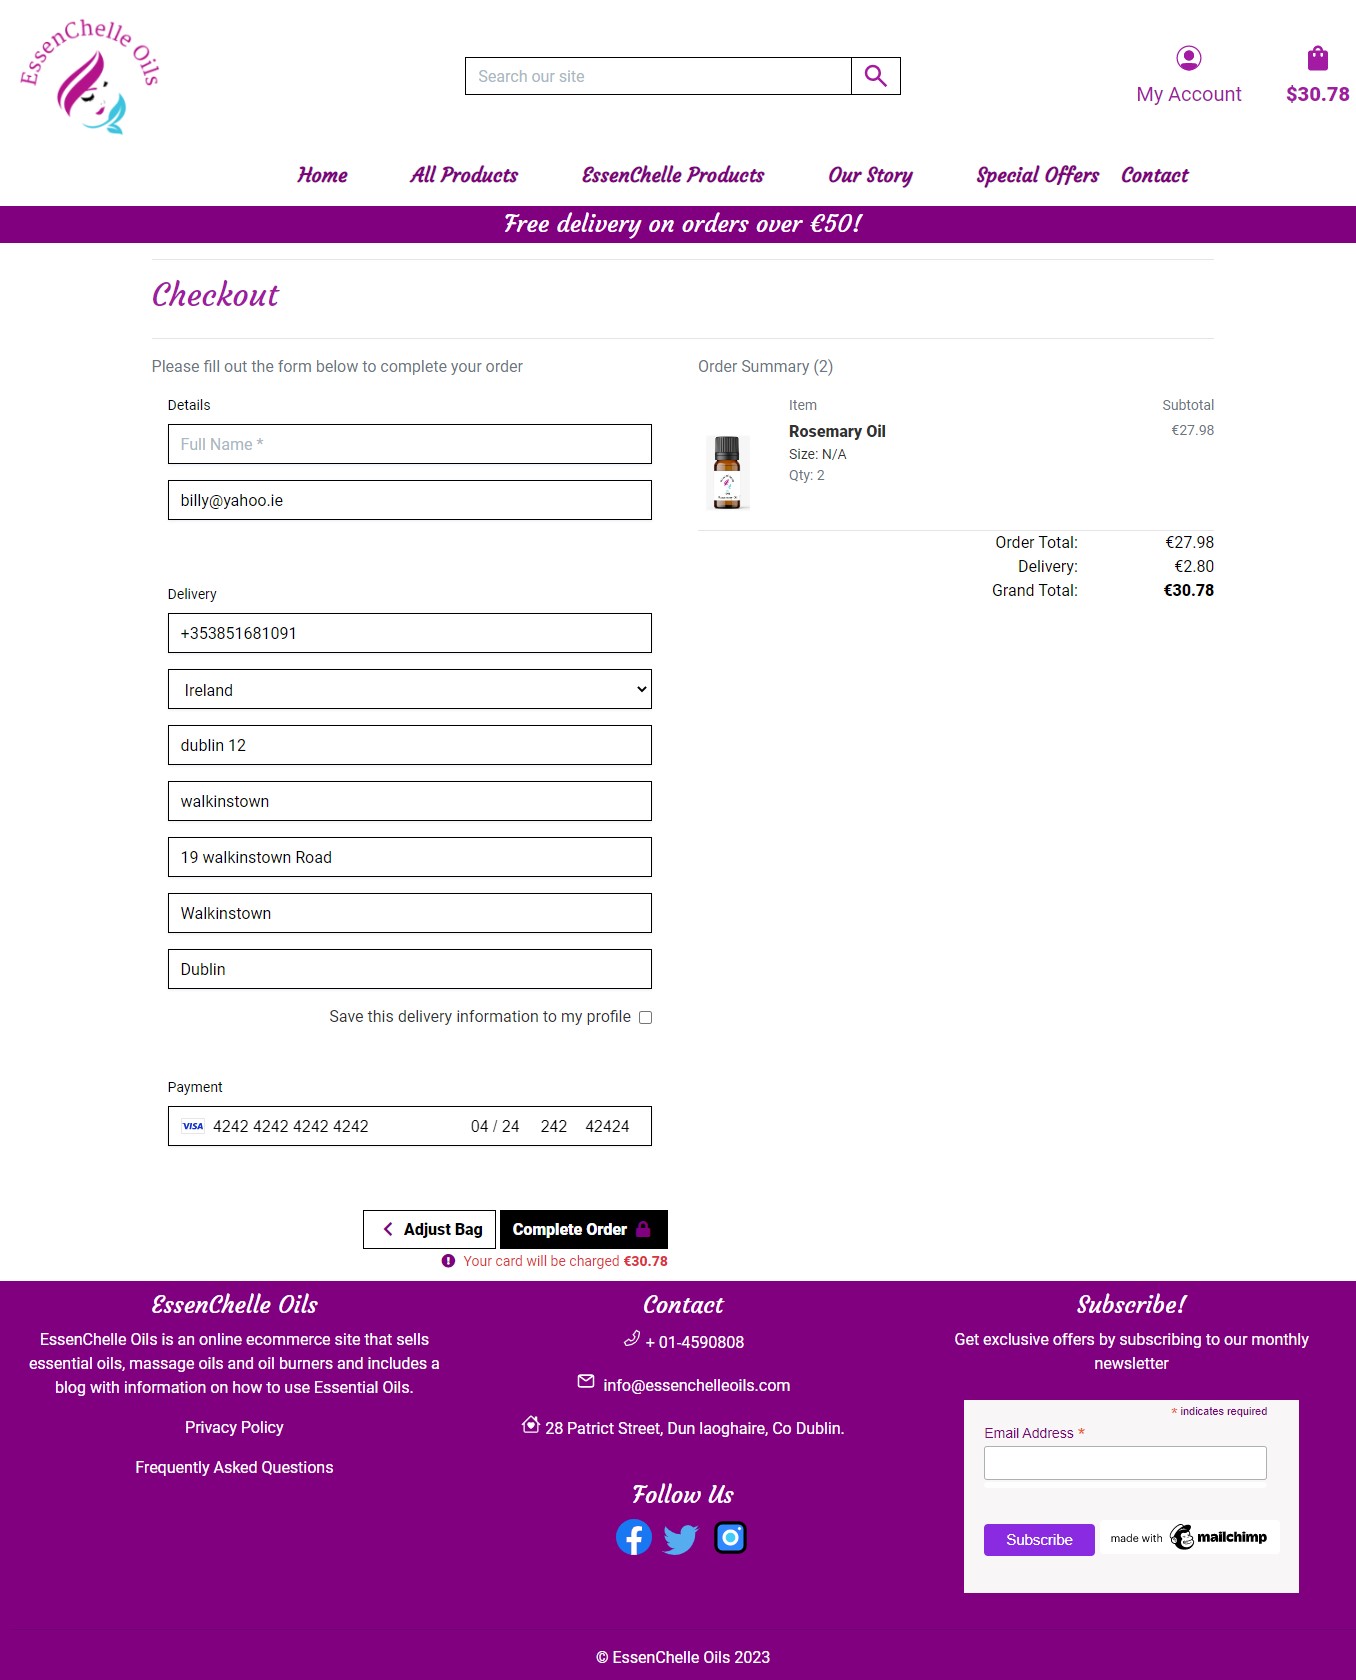 EssenChelle Oils
Search our site
My Account
$30.78
Home All Products EssenChelle Products Our Story Special Offers Contact
Free delivery on orders over €50!
Checkout
Please fill out the form below to complete your order
Details
Full Name *
billy@yahoo.ie
Delivery
+353851681091
Ireland
dublin 12
walkinstown
19 walkinstown Road
Walkinstown
Dublin
Save this delivery information to my profile
Payment
VISA 4242 4242 4242 4242 04 / 24 242 42424
Adjust Bag Complete Order
Your card will be charged €30.78
Order Summary (2)
Item Subtotal
Rosemary Oil €27.98
Size: N/A
Qty: 2
Order Total: €27.98
Delivery: €2.80
Grand Total: €30.78
EssenChelle Oils
EssenChelle Oils is an online ecommerce site that sells
essential oils, massage oils and oil burners and includes a
blog with information on how to use Essential Oils.
Privacy Policy
Frequently Asked Questions
Contact
+ 01-4590808
info@essenchelleoils.com
28 Patrict Street, Dun laoghaire, Co Dublin.
Follow Us
Subscribe!
Get exclusive offers by subscribing to our monthly
newsletter
* indicates required
Email Address *
Subscribe
made with mailchimp
© EssenChelle Oils 2023